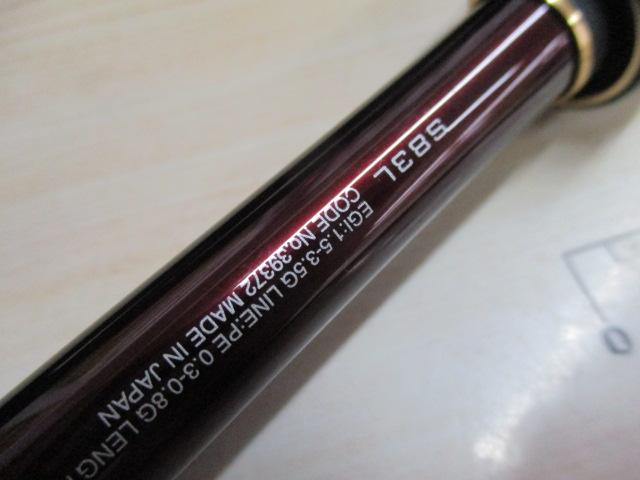 S83L
EGI:1.5-3.5G LINE:PE 0.3-0.8G LENG
CODE No.39372 MADE IN JAPAN